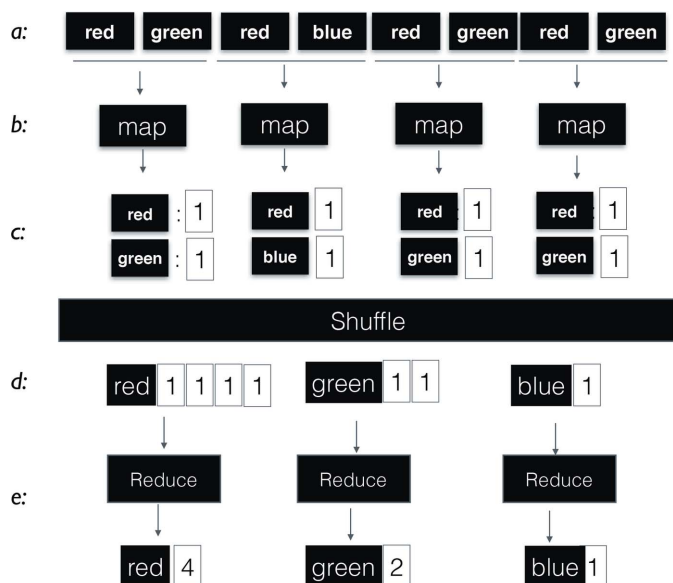 a: red green red blue red green red green
b: map map map map
red : 1 red 1 red : 1 red : 1
c:
green : 1 blue 1 green 1 green 1
Shuffle
d: red 1 1 1 1 green 1 1 blue 1
Reduce Reduce Reduce
e:
red 4 green 2 blue 1